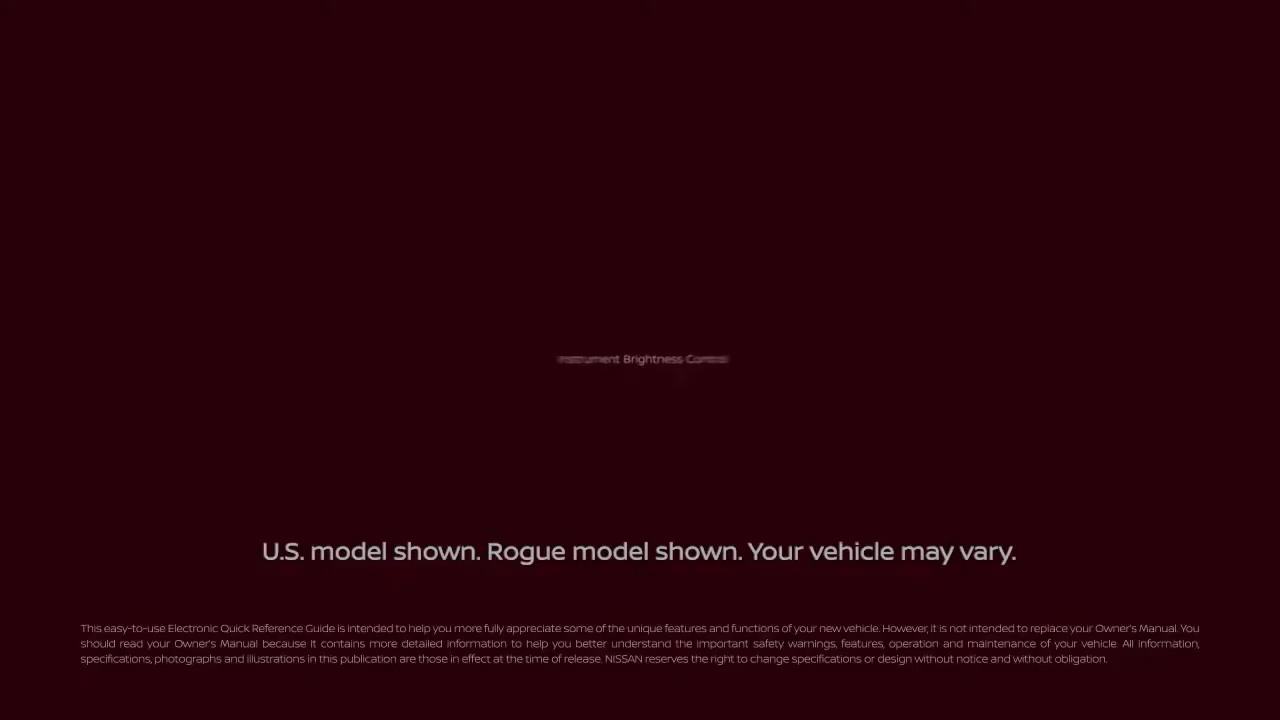 Instrument Brightness Control
U.S. model shown. Rogue model shown. Your vehicle may vary.
This easy-to-use Electronic Quick Reference Guide is intended to help you more fully appreciate some of the unique features and functions of your new vehicle. However, it is not intended to replace your Owner's Manual. You
should read your Owner's Manual because it contains more detailed information to help you better understand the important safety warnings, features, operation and maintenance of your vehicle. All information,
specifications, photographs and illustrations in this publication are those in effect at the time of release. NISSAN reserves the right to change specifications or design without notice and without obligation.